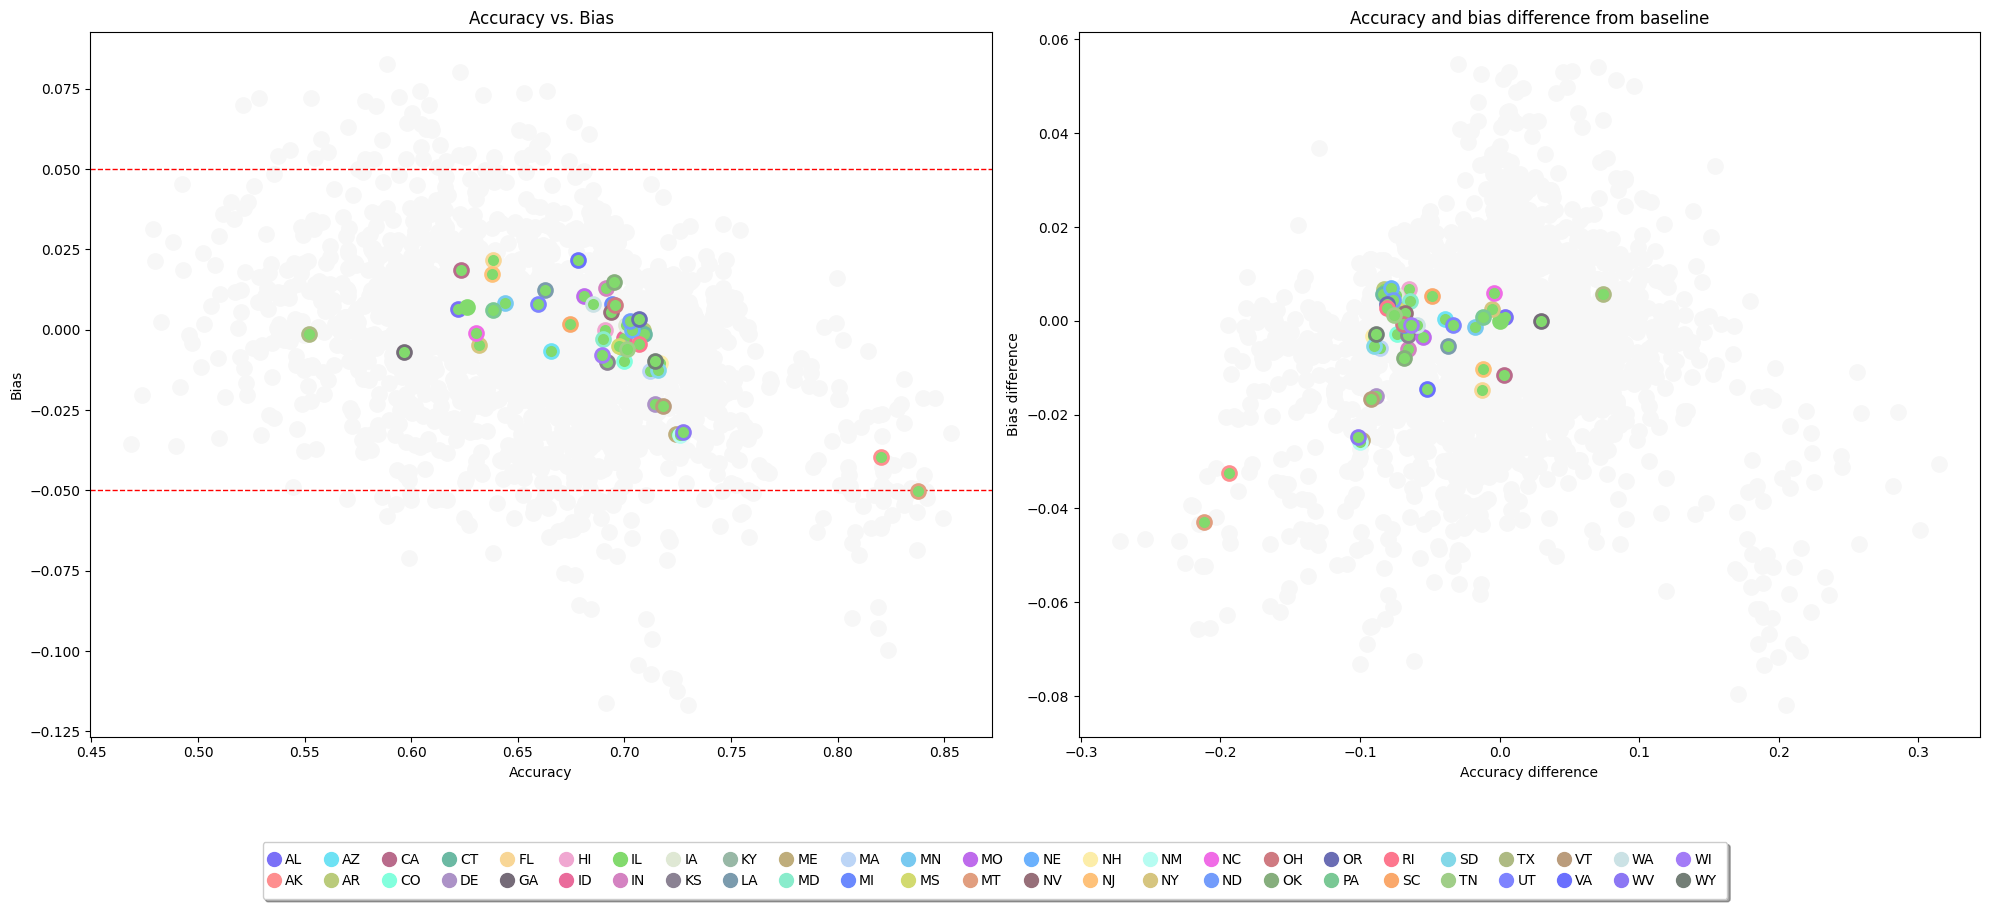 Accuracy vs. Bias
0.075
0.050
0.025
0.000
−0.025
−0.050
−0.075
−0.100
−0.125
Bias
0.45 0.50 0.55 0.60 0.65 0.70 0.75 0.80 0.85
Accuracy
Accuracy and bias difference from baseline
0.06
0.04
0.02
0.00
−0.02
−0.04
−0.06
−0.08
Bias difference
−0.3 −0.2 −0.1 0.0 0.1 0.2 0.3
Accuracy difference
AL AZ CA CT FL HI IL IA KY ME MA MN MO NE NH NM NC OH OR RI SD TX VT WA WI
AK AR CO DE GA ID IN KS LA MD MI MS MT NV NJ NY ND OK PA SC TN UT VA WV WY